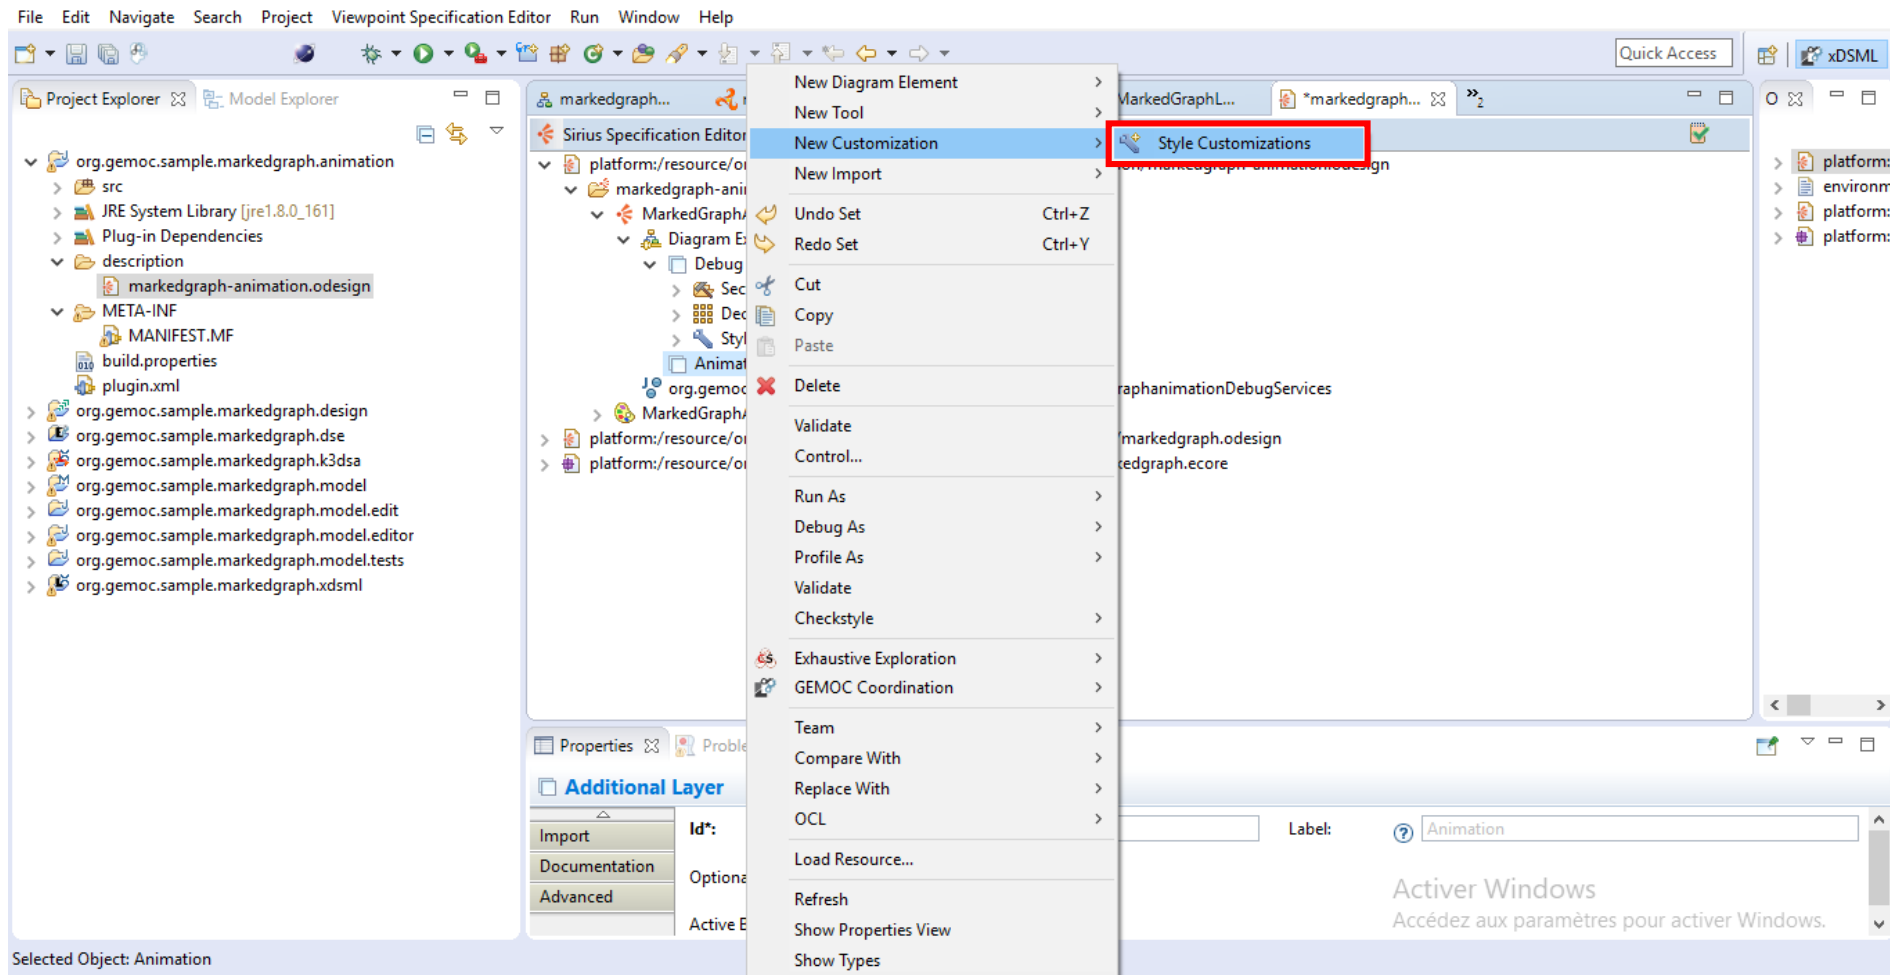 File Edit Navigate Search Project Viewpoint Specification Editor Run Window Help
Quick Access
xDSML
Project Explorer
Model Explorer
org.gemoc.sample.markedgraph.animation
src
JRE System Library [jre1.8.0_161]
Plug-in Dependencies
description
markedgraph-animation.odesign
META-INF
MANIFEST.MF
build.properties
plugin.xml
org.gemoc.sample.markedgraph.design
org.gemoc.sample.markedgraph.dse
org.gemoc.sample.markedgraph.k3dsa
org.gemoc.sample.markedgraph.model
org.gemoc.sample.markedgraph.model.edit
org.gemoc.sample.markedgraph.model.editor
org.gemoc.sample.markedgraph.model.tests
org.gemoc.sample.markedgraph.xdsml
markedgraph...
MarkedGraphL...
*markedgraph...
»2
Sirius Specification Editor
platform:/resource/or
markedgraph-ani
MarkedGraphA
Diagram E
Debug
Sec
Dec
Styl
Animat
org.gemoc
raphanimationDebugServices
MarkedGraphA
platform:/resource/or
/markedgraph.odesign
platform:/resource/or
kedgraph.ecore
New Diagram Element
New Tool
New Customization
New Import
Undo Set Ctrl+Z
Redo Set Ctrl+Y
Cut
Copy
Paste
Delete
Validate
Control...
Run As
Debug As
Profile As
Validate
Checkstyle
Exhaustive Exploration
GEMOC Coordination
Team
Compare With
Replace With
OCL
Load Resource...
Refresh
Show Properties View
Show Types
Style Customizations
O
platform:
environm
platform:
platform:
Properties
Proble
Additional Layer
Import
Documentation
Advanced
Id*:
Optiona
Active E
Label:
Animation
Activer Windows
Accédez aux paramètres pour activer Windows.
Selected Object: Animation